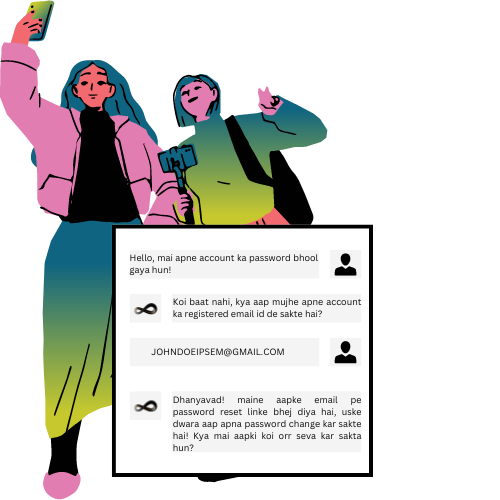 Hello, mai apne account ka password bhool
gaya hun!
Koi baat nahi, kya aap mujhe apne account
ka registered email id de sakte hai?
JOHNDOEIPSEM@GMAIL.COM
Dhanyavad! maine aapke email pe
password reset linke bhej diya hai, uske
dwara aap apna password change kar sakte
hai! Kya mai aapki koi orr seva kar sakta
hun?